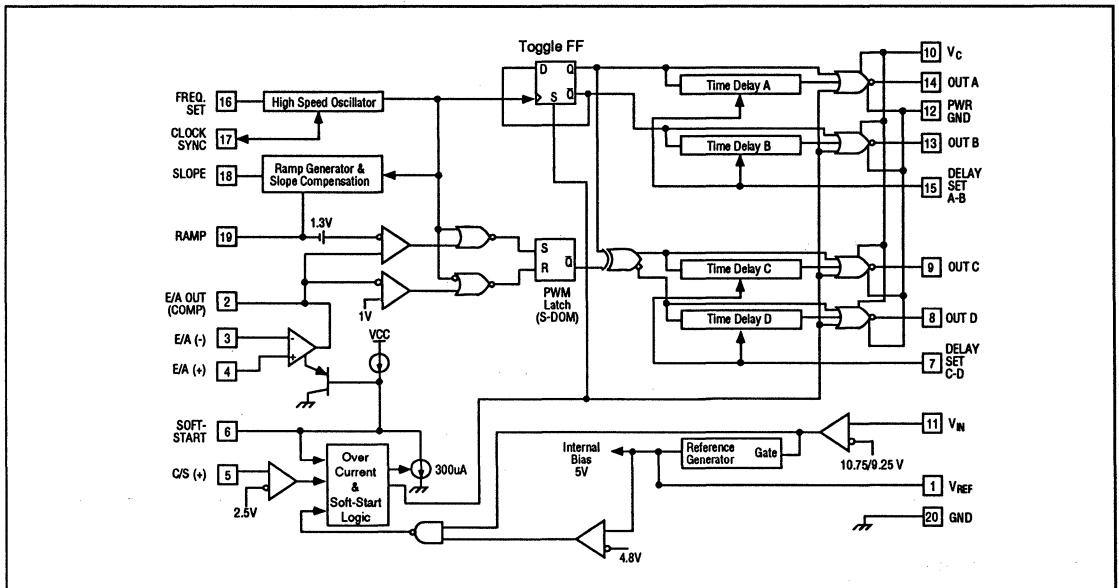 Toggle FF
D Q
S Q
10 VC
14 OUT A
12 PWR GND
13 OUT B
15 DELAY SET A-B
Time Delay A
Time Delay B
16 FREQ. SET
High Speed Oscillator
17 CLOCK SYNC
18 SLOPE
Ramp Generator &
Slope Compensation
19 RAMP
1.3V
2 E/A OUT (COMP)
1V
3 E/A (-)
4 E/A (+)
-
+
VCC
S
R
Q
PWM
Latch
(S-DOM)
Time Delay C
Time Delay D
9 OUT C
8 OUT D
7 DELAY SET C-D
6 SOFT-START
5 C/S (+)
2.5V
Over
Current
&
Soft-Start
Logic
300uA
Internal
Bias
5V
Reference
Generator
Gate
11 VIN
10.75/9.25 V
1 VREF
20 GND
4.8V